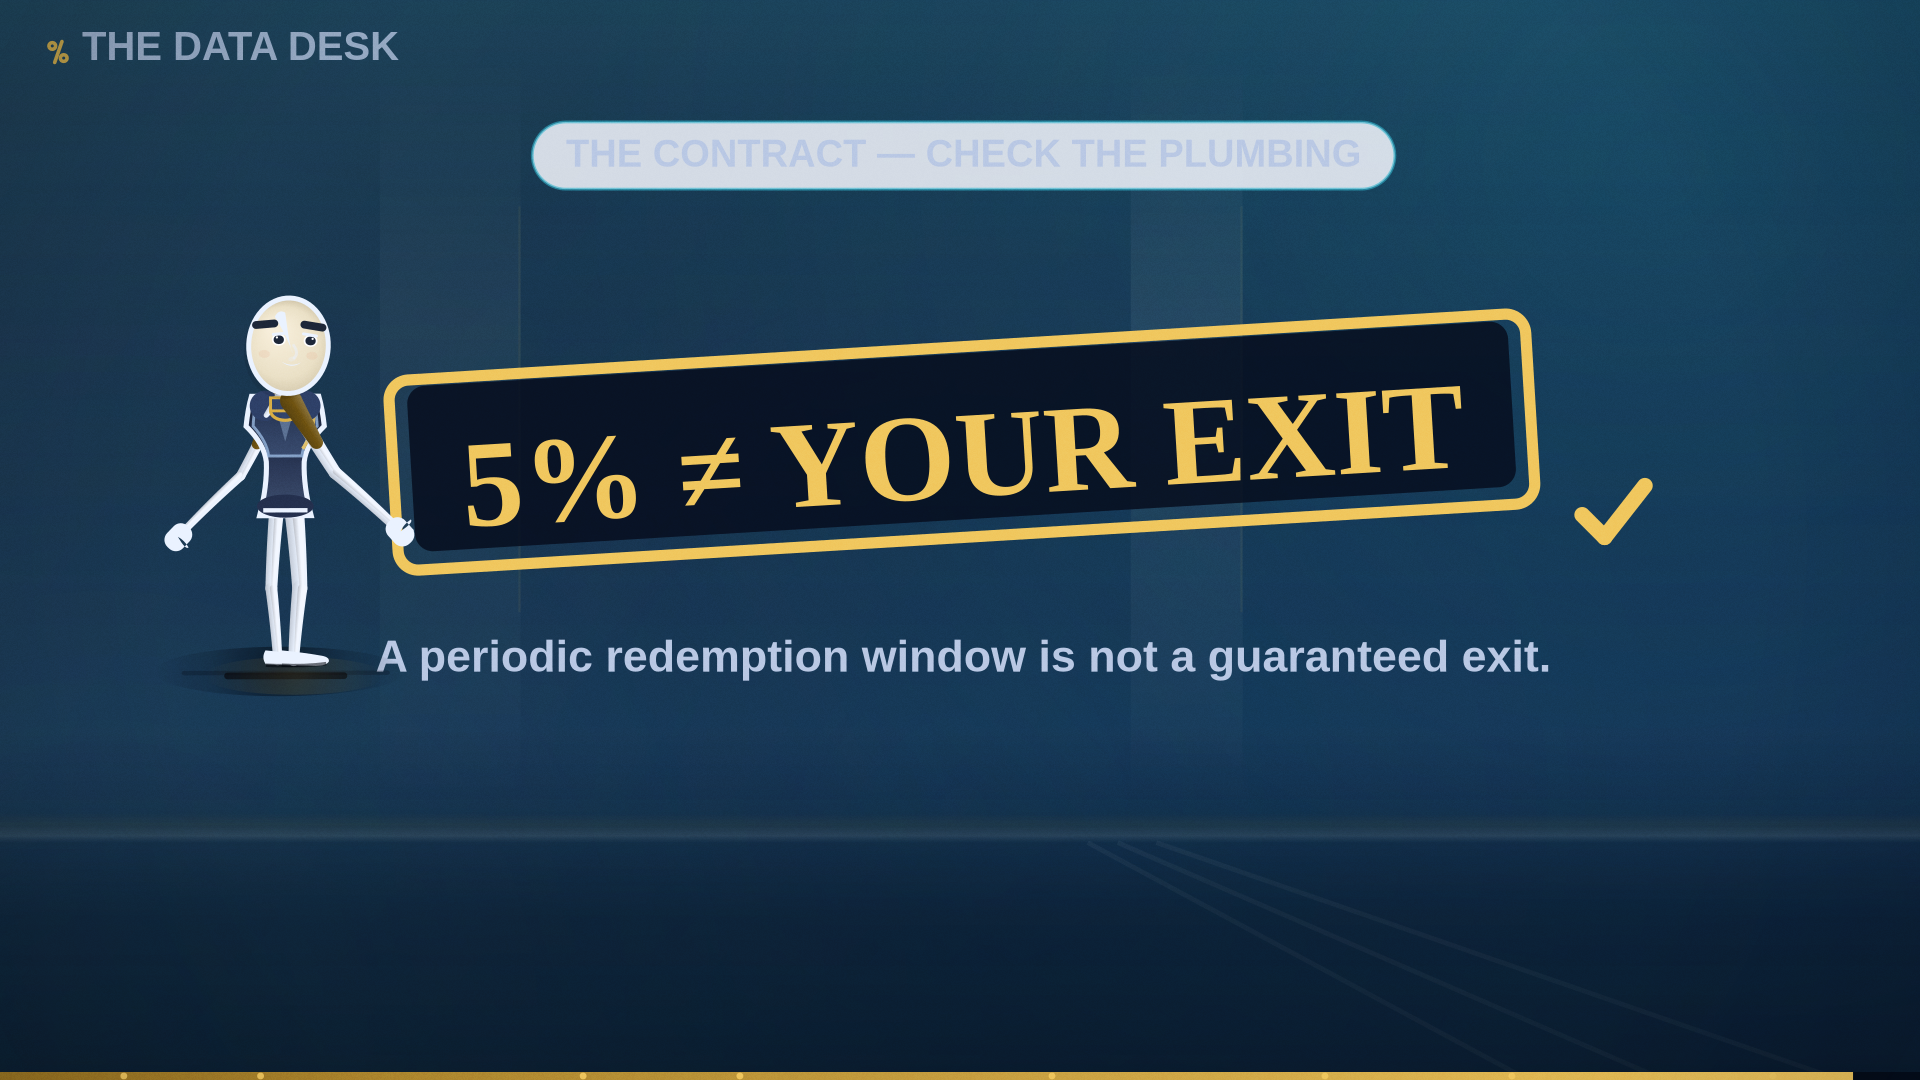 % THE DATA DESK
THE CONTRACT — CHECK THE PLUMBING
5% ≠ YOUR EXIT
A periodic redemption window is not a guaranteed exit.